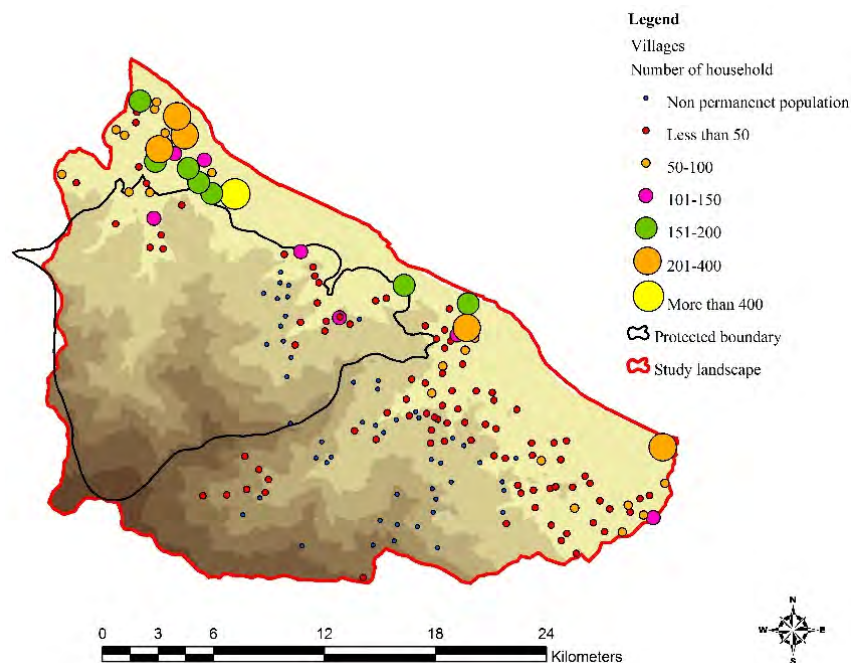 Legend
Villages
Number of household
Non permanenet population
Less than 50
50-100
101-150
151-200
201-400
More than 400
Protected boundary
Study landscape
N
W E
S
0 3 6 12 18 24
Kilometers